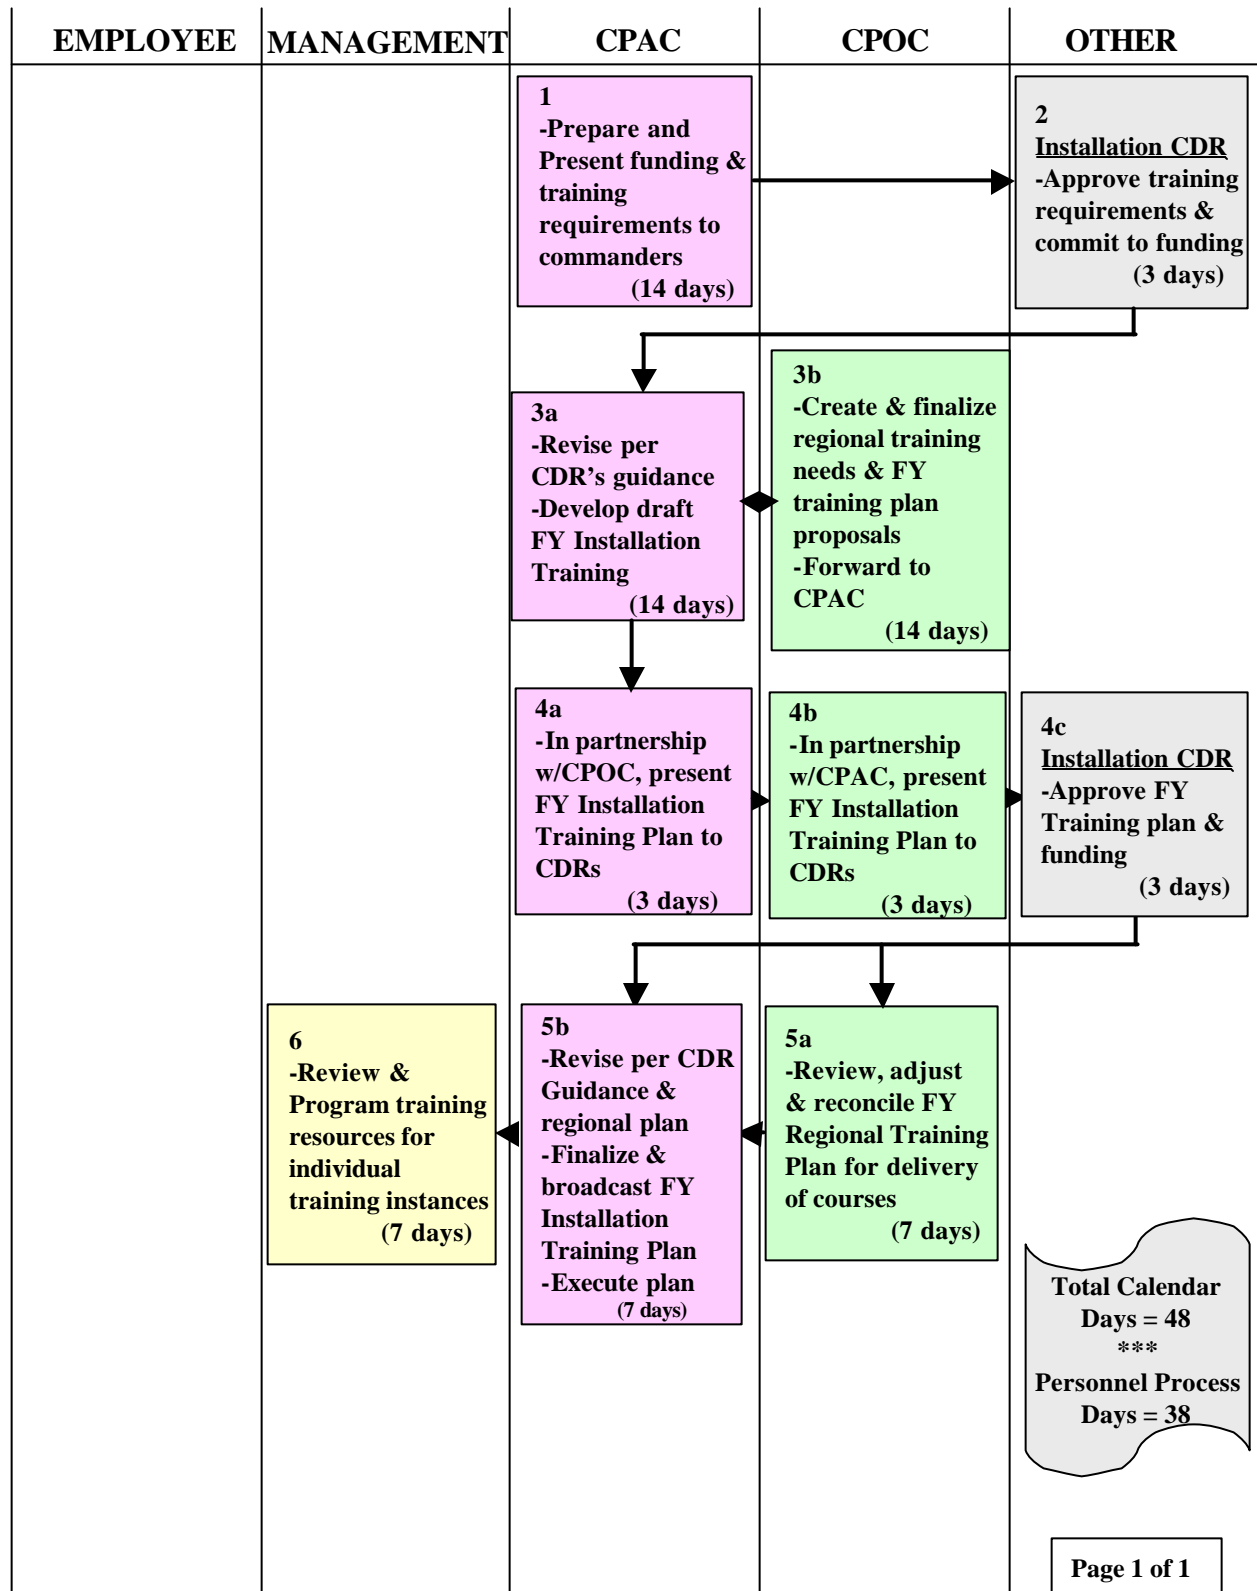 EMPLOYEE MANAGEMENT CPAC CPOC OTHER
1
-Prepare and
Present funding &
training
requirements to
commanders
(14 days)
2
Installation CDR
-Approve training
requirements &
commit to funding
(3 days)
3a
-Revise per
CDR's guidance
-Develop draft
FY Installation
Training
(14 days)
3b
-Create & finalize
regional training
needs & FY
training plan
proposals
-Forward to
CPAC
(14 days)
4a
-In partnership
w/CPOC, present
FY Installation
Training Plan to
CDRs
(3 days)
4b
-In partnership
w/CPAC, present
FY Installation
Training Plan to
CDRs
(3 days)
4c
Installation CDR
-Approve FY
Training plan &
funding
(3 days)
6
-Review &
Program training
resources for
individual
training instances
(7 days)
5b
-Revise per CDR
Guidance &
regional plan
-Finalize &
broadcast FY
Installation
Training Plan
-Execute plan
(7 days)
5a
-Review, adjust
& reconcile FY
Regional Training
Plan for delivery
of courses
(7 days)
Total Calendar
Days = 48
***
Personnel Process
Days = 38
Page 1 of 1